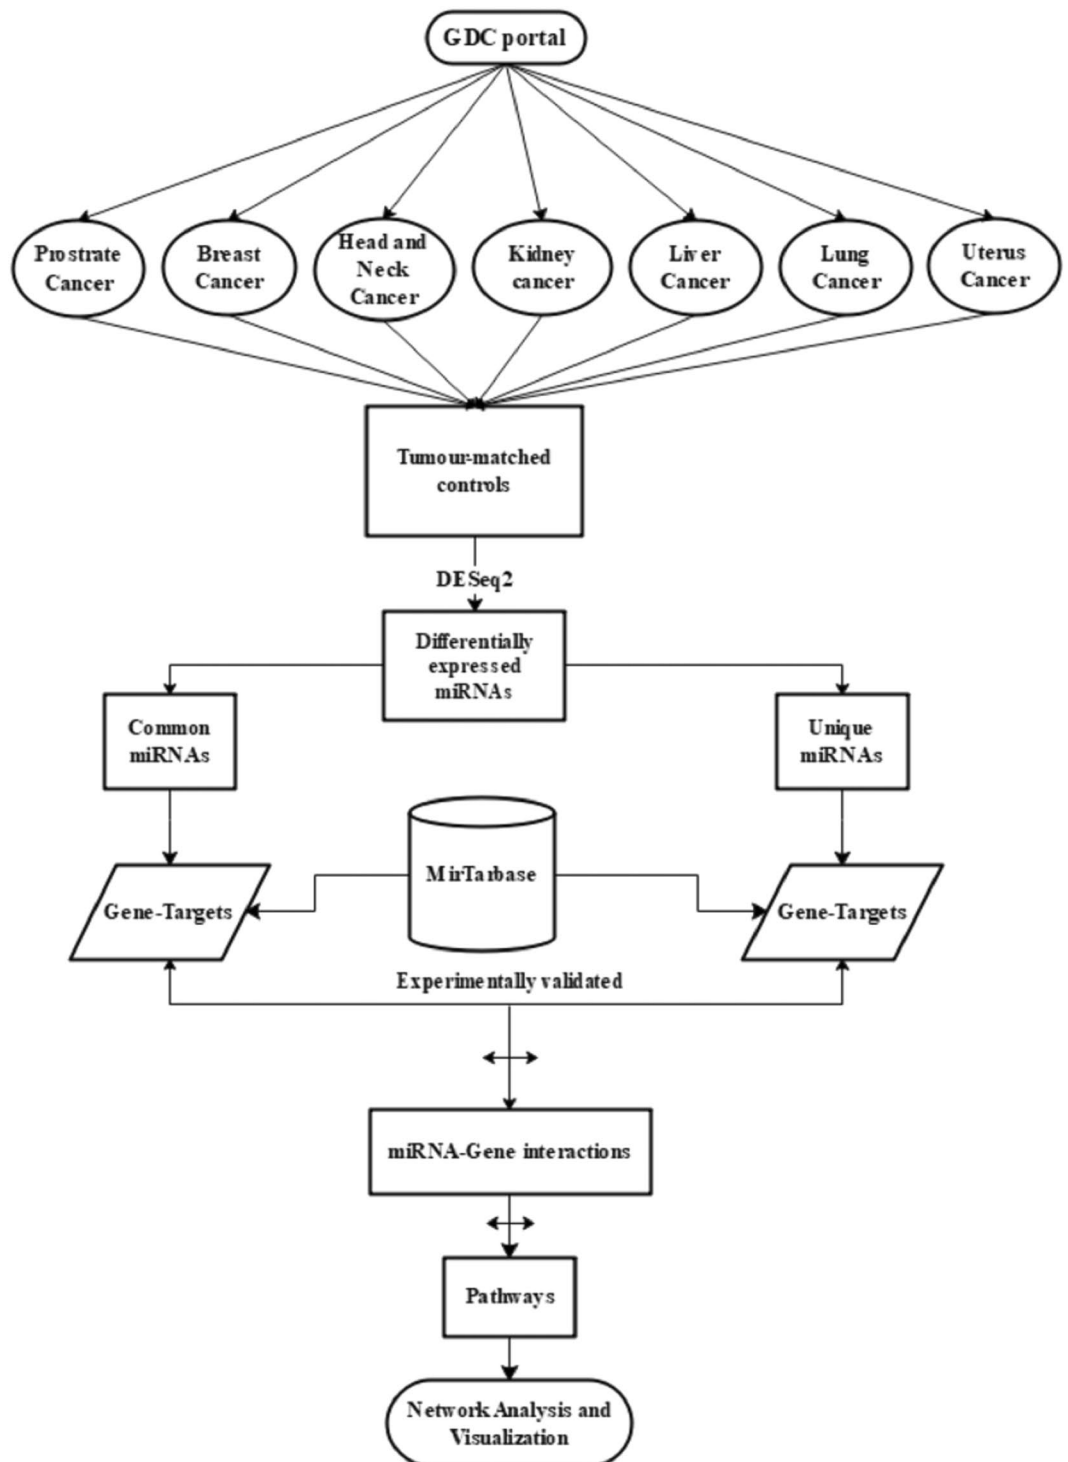 GDC portal
Prostrate
Cancer
Breast
Cancer
Head and
Neck
Cancer
Kidney
cancer
Liver
Cancer
Lung
Cancer
Uterus
Cancer
Tumour-matched
controls
DESeq2
Differentially
expressed
miRNAs
Common
miRNAs
Unique
miRNAs
MirTarbase
Gene-Targets
Gene-Targets
Experimentally validated
miRNA-Gene interactions
Pathways
Network Analysis and
Visualization